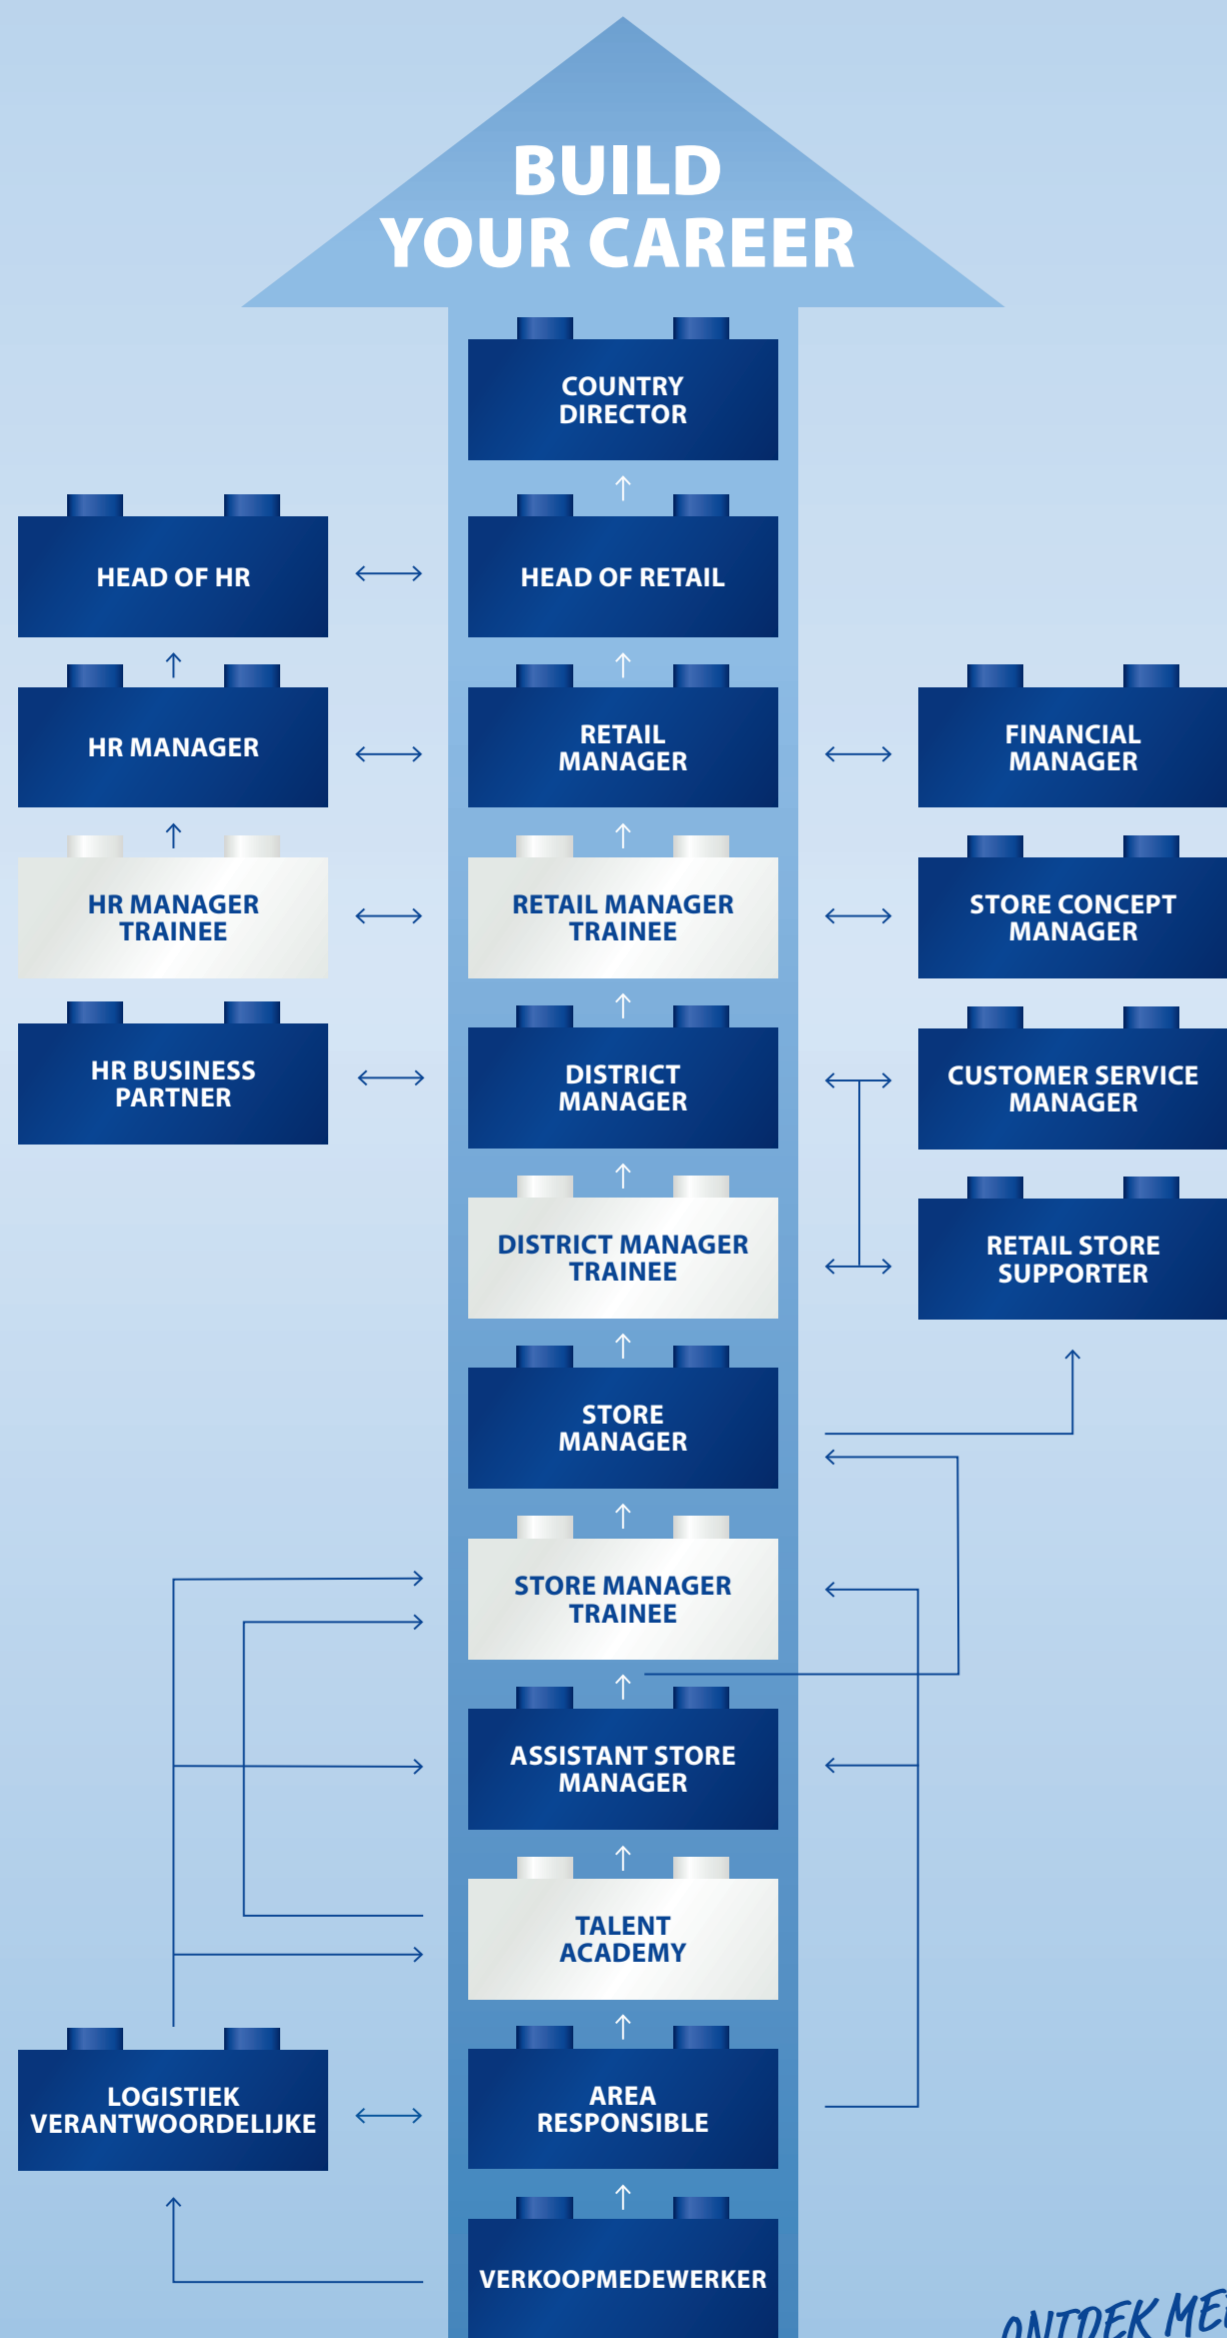 BUILD
YOUR CAREER
COUNTRY
DIRECTOR
HEAD OF HR
HEAD OF RETAIL
HR MANAGER
RETAIL
MANAGER
FINANCIAL
MANAGER
HR MANAGER
TRAINEE
RETAIL MANAGER
TRAINEE
STORE CONCEPT
MANAGER
HR BUSINESS
PARTNER
DISTRICT
MANAGER
CUSTOMER SERVICE
MANAGER
DISTRICT MANAGER
TRAINEE
RETAIL STORE
SUPPORTER
STORE
MANAGER
STORE MANAGER
TRAINEE
ASSISTANT STORE
MANAGER
TALENT
ACADEMY
LOGISTIEK
VERANTWOORDELIJKE
AREA
RESPONSIBLE
VERKOOPMEDEWERKER
ONTDEK